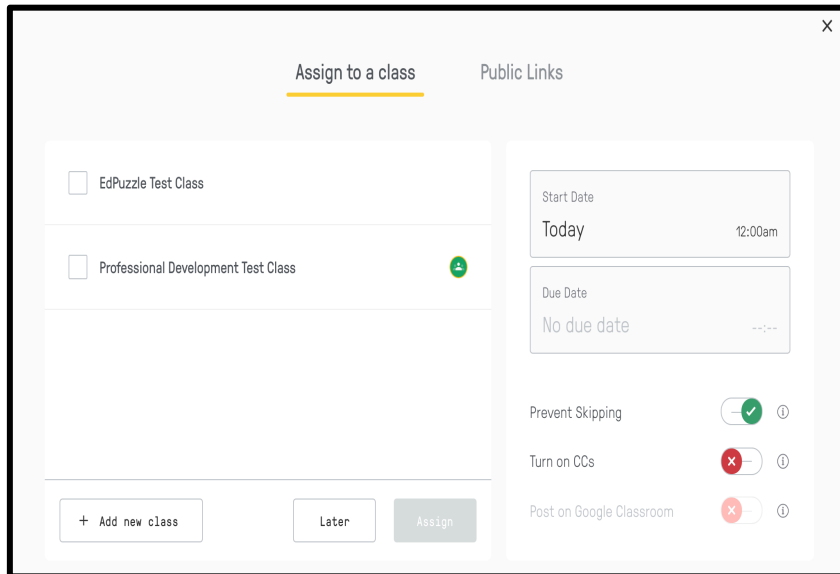 X
Assign to a class
Public Links
EdPuzzle Test Class
Professional Development Test Class
+ Add new class
Later
Assign
Start Date
Today 12:00am
Due Date
No due date --:--
Prevent Skipping
Turn on CCs
Post on Google Classroom